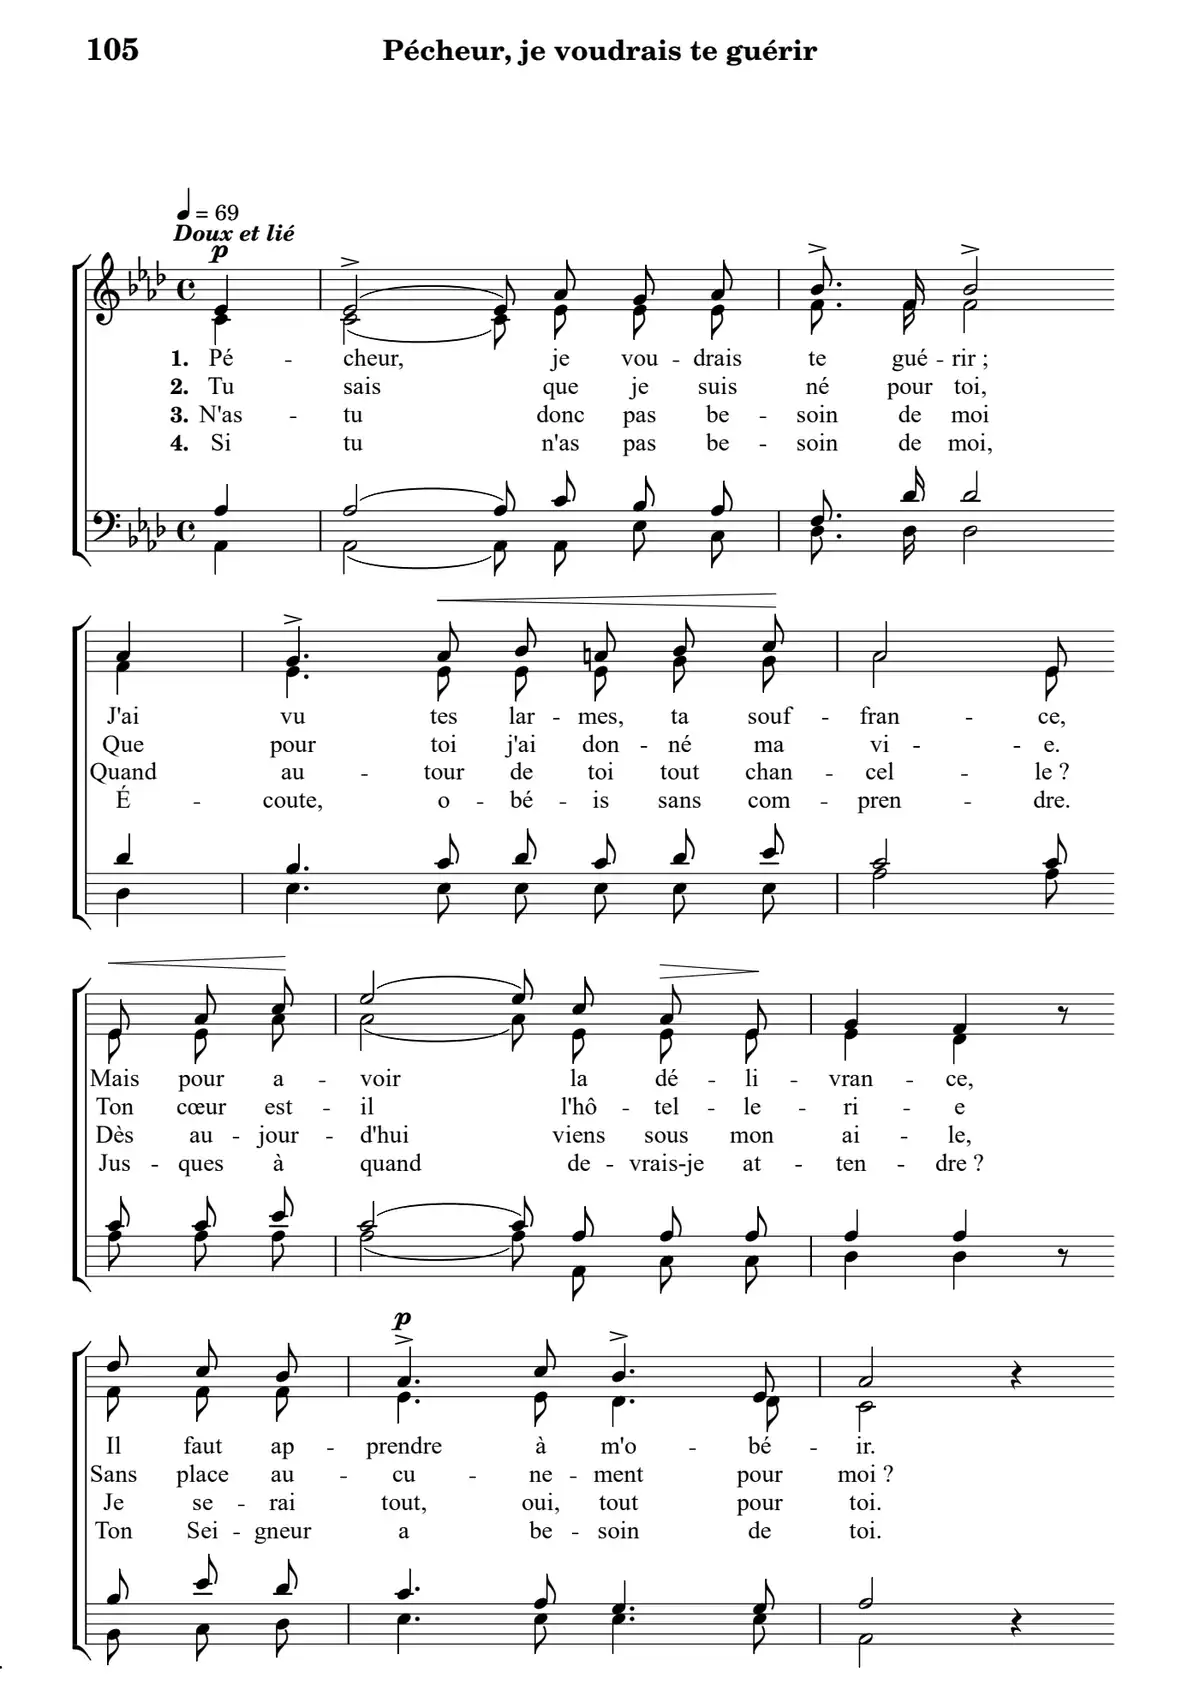 105 Pécheur, je voudrais te guérir
= 69
Doux et lié
p
1. Pé - cheur, je vou - drais te gué - rir ;
2. Tu sais que je suis né pour toi,
3. N'as - tu donc pas be - soin de moi
4. Si tu n'as pas be - soin de moi,
J'ai vu tes lar - mes, ta souf - fran - ce,
Que pour toi j'ai don - né ma vi - - e.
Quand au - tour de toi tout chan - cel - le ?
É - coute, o - bé - is sans com - pren - dre.
Mais pour a - voir la dé - li - vran - ce,
Ton cœur est - il l'hô - tel - le - ri - e
Dès au - jour - d'hui viens sous mon ai - le,
Jus - ques à quand de - vrais-je at - ten - dre ?
p
Il faut ap - prendre à m'o - bé - ir.
Sans place au - cu - ne - ment pour moi ?
Je se - rai tout, oui, tout pour toi.
Ton Sei - gneur a be - soin de toi.